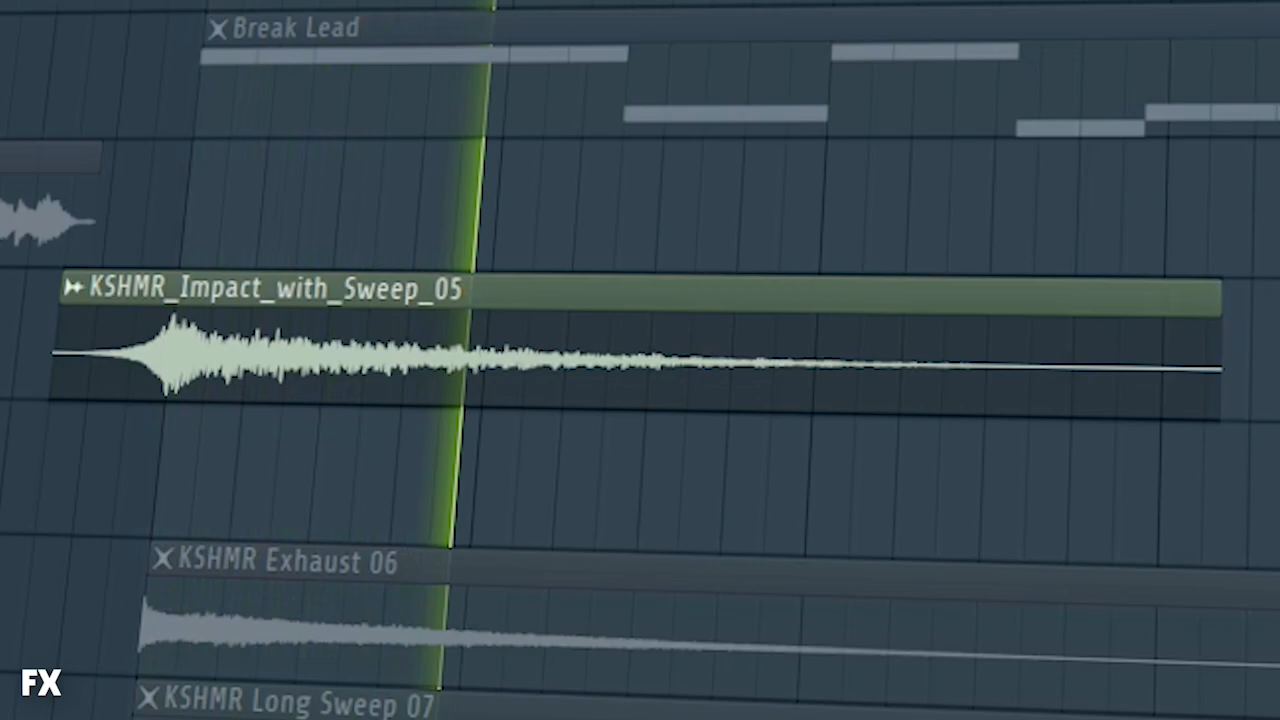 Break Lead
KSHMR_Impact_with_Sweep_05
KSHMR Exhaust 06
FX
KSHMR Long Sweep 07